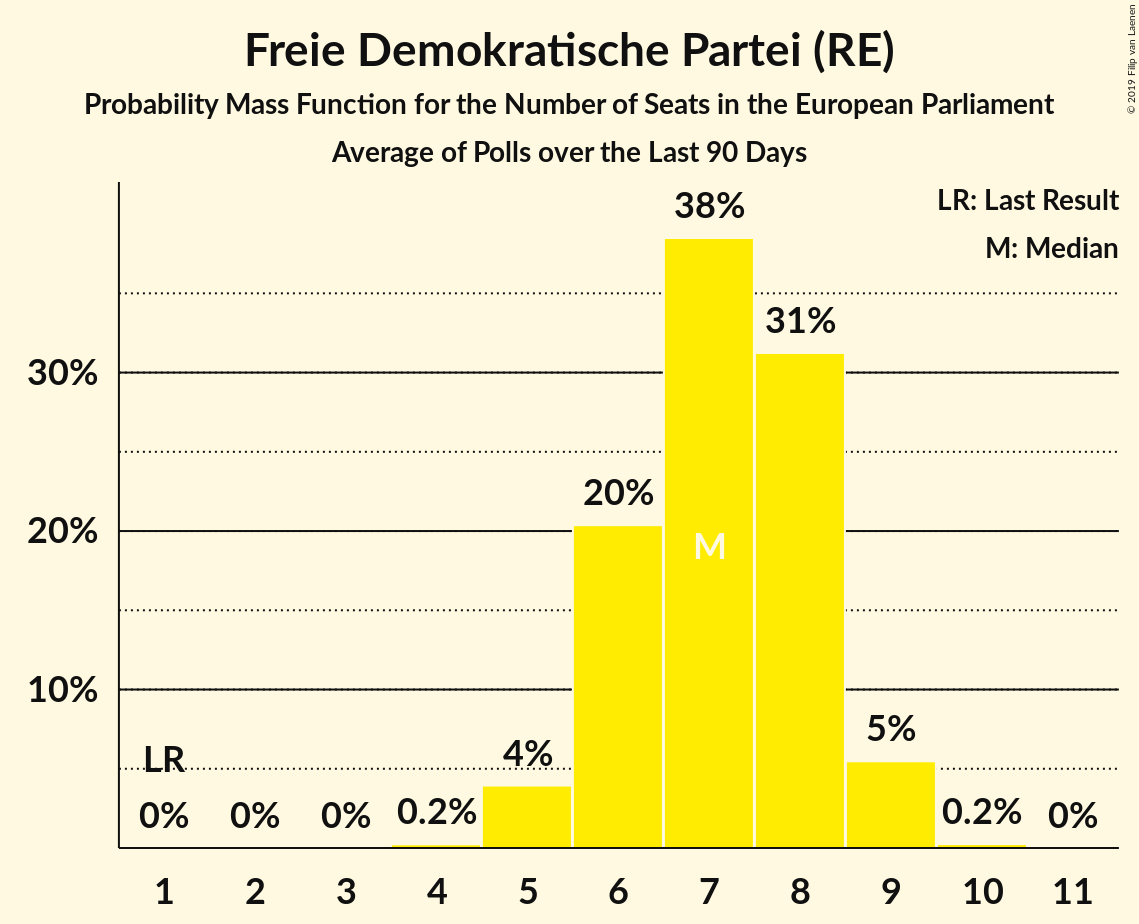 Freie Demokratische Partei (RE)
Probability Mass Function for the Number of Seats in the European Parliament
Average of Polls over the Last 90 Days
© 2019 Filip van Laenen
LR: Last Result
M: Median
38%
31%
30%
20%
M
20%
10%
5%
4%
LR
0% 0% 0% 0.2% 0.2% 0%
1 2 3 4 5 6 7 8 9 10 11